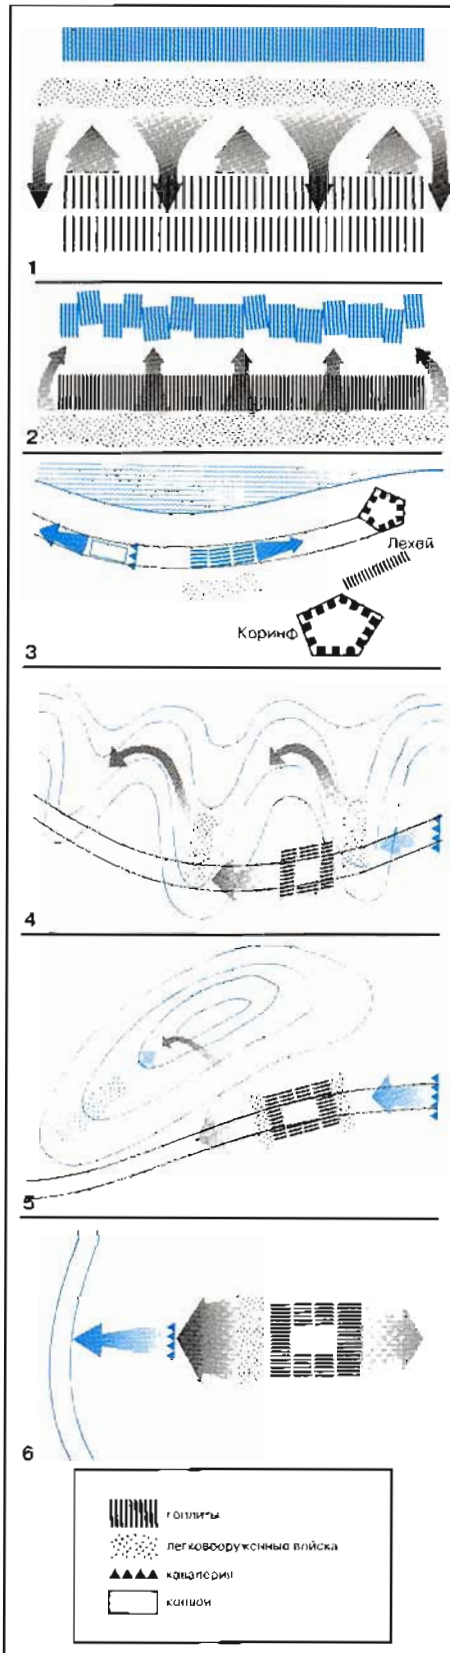 1
2
Лехей
Коринф
3
4
5
6
гоплиты
легковооруженные войска
кавалерия
конвой